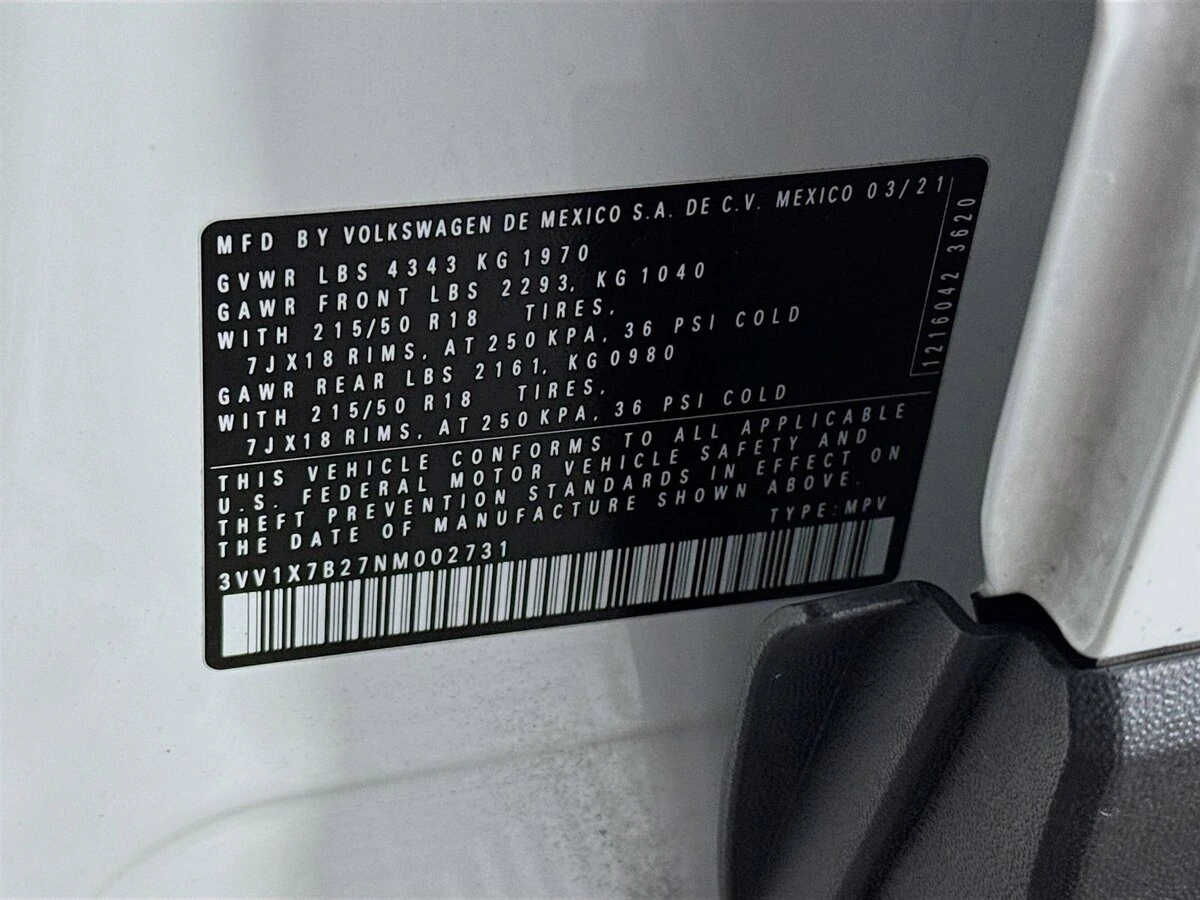 MFD BY VOLKSWAGEN DE MEXICO S.A. DE C.V. MEXICO 03/21
GVWR LBS 4343 KG 1970
GAWR FRONT LBS 2293, KG 1040
WITH 215/50 R18 TIRES,
7JX18 RIMS, AT 250 KPA, 36 PSI COLD
GAWR REAR LBS 2161, KG 0980
WITH 215/50 R18 TIRES,
7JX18 RIMS, AT 250 KPA, 36 PSI COLD
1216042 3620
THIS VEHICLE CONFORMS TO ALL APPLICABLE
U.S. FEDERAL MOTOR VEHICLE SAFETY AND
THEFT PREVENTION STANDARDS IN EFFECT ON
THE DATE OF MANUFACTURE SHOWN ABOVE.
3VV1X7B27NM002731 TYPE: MPV